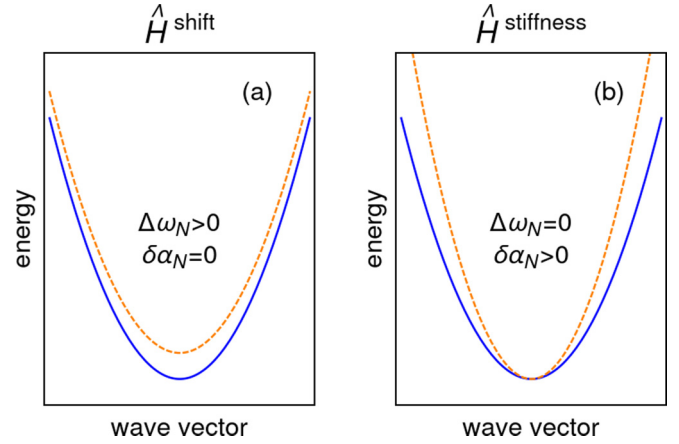 Ĥ shift
Ĥ stiffness
(a)
energy
Δω_N>0
δα_N=0
wave vector
(b)
energy
Δω_N=0
δα_N>0
wave vector